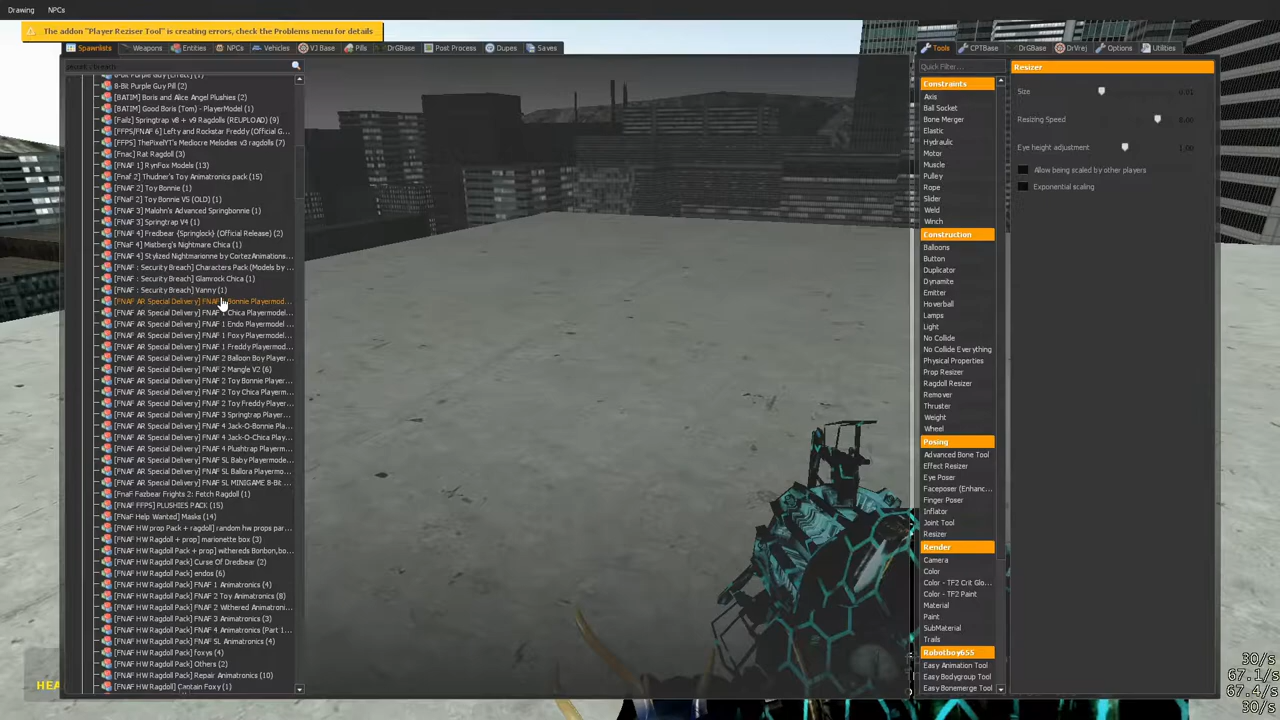 Drawing NPCs
The addon "Player Reziser Tool" is creating errors, check the Problems menu for details
Spawnlists Weapons Entities NPCs Vehicles VJ Base Pills DrGBase Post Process Dupes Saves
8-Bit Purple Guy [Effect] (1)
8-Bit Purple Guy Pill (2)
[BATIM] Boris and Alice Angel Plushies (2)
[BATIM] Good Boris (Tom) - PlayerModel (1)
[Failz] Springtrap v8 + v9 Ragdolls (REUPLOAD) (9)
[FFPS/FNAF 6] Lefty and Rockstar Freddy (Official G...
[FFPS] ThePixelYT's Mediocre Melodies v3 ragdolls (7)
[Fnac] Rat Ragdoll (3)
[FNAF 1] RynFox Models (13)
[Fnaf 2] Thudner's Toy Animatronics pack (15)
[FNAF 2] Toy Bonnie (1)
[FNaF 2] Toy Bonnie V5 (OLD) (1)
[FNAF 3] Malohn's Advanced Springbonnie (1)
[FNAF 3] Springtrap V4 (1)
[FNAF 4] Fredbear (Springlock) (Official Release) (2)
[FNAF 4] Mistberg's Nightmare Chica (1)
[FNAF 4] Stylized Nightmarionne by CortezAnimations...
[FNAF : Security Breach] Characters Pack (Models by ...
[FNAF : Security Breach] Glamrock Chica (1)
[FNAF : Security Breach] Vanny (1)
[FNAF AR Special Delivery] FNAF Bonnie Playermod...
[FNAF AR Special Delivery] FNAF Chica Playermodel...
[FNAF AR Special Delivery] FNAF 1 Endo Playermodel ...
[FNAF AR Special Delivery] FNAF 1 Foxy Playermodel...
[FNAF AR Special Delivery] FNAF 1 Freddy Playermod...
[FNAF AR Special Delivery] FNAF 2 Balloon Boy Player...
[FNAF AR Special Delivery] FNAF 2 Mangle V2 (6)
[FNAF AR Special Delivery] FNAF 2 Toy Bonnie Player...
[FNAF AR Special Delivery] FNAF 2 Toy Chica Playerm...
[FNAF AR Special Delivery] FNAF 2 Toy Freddy Player...
[FNAF AR Special Delivery] FNAF 3 Springtrap Player...
[FNAF AR Special Delivery] FNAF 4 Jack-O-Bonnie Pla...
[FNAF AR Special Delivery] FNAF 4 Jack-O-Chica Play...
[FNAF AR Special Delivery] FNAF 4 Plushtrap Playerm...
[FNAF AR Special Delivery] FNAF SL Baby Playermode...
[FNAF AR Special Delivery] FNAF SL Ballora Playermo...
[FNAF AR Special Delivery] FNAF SL MINIGAME 8-Bit ...
[FnaF Fazbear Frights 2: Fetch Ragdoll (1)
[FNAF FFPS] PLUSHIES PACK (15)
[FNaF Help Wanted] Masks (14)
[FNAF HW prop Pack + ragdoll] random hw props par...
[FNAF HW Ragdoll + prop] marionette box (3)
[FNAF HW Ragdoll Pack + prop] withereds Bonbon,bo...
[FNAF HW Ragdoll Pack] Curse Of Dredbear (2)
[FNAF HW Ragdoll Pack] endos (6)
[FNAF HW Ragdoll Pack] FNAF 1 Animatronics (4)
[FNAF HW Ragdoll Pack] FNAF 2 Toy Animatronics (8)
[FNAF HW Ragdoll Pack] FNAF 2 Withered Animatroni...
[FNAF HW Ragdoll Pack] FNAF 3 Animatronics (3)
[FNAF HW Ragdoll Pack] FNAF 4 Animatronics (Part 1...
[FNAF HW Ragdoll Pack] FNAF SL Animatronics (4)
[FNAF HW Ragdoll Pack] foxys (4)
[FNAF HW Ragdoll Pack] Others (2)
[FNAF HW Ragdoll Pack] Repair Animatronics (10)
[FNAF HW Ragdoll] Captain Foxy (1)
Tools CPTBase DrGBase DrVrej Options Utilities
Quick Filter...
Constraints
Axis
Ball Socket
Bone Merger
Elastic
Hydraulic
Motor
Muscle
Pulley
Rope
Slider
Weld
Winch
Construction
Balloons
Button
Duplicator
Dynamite
Emitter
Hoverball
Lamps
Light
No Collide
No Collide Everything
Physical Properties
Prop Resizer
Ragdoll Resizer
Remover
Thruster
Weight
Wheel
Posing
Advanced Bone Tool
Effect Resizer
Eye Poser
Faceposer (Enhanc...
Finger Poser
Inflator
Joint Tool
Resizer
Render
Camera
Color
Color - TF2 Crit Glo...
Color - TF2 Paint
Material
Paint
SubMaterial
Trails
Robotboy655
Easy Animation Tool
Easy Bodygroup Tool
Easy Bonemerge Tool
Resizer
Size 0.01
Resizing Speed 8.00
Eye height adjustment 1.00
Allow being scaled by other players
Exponential scaling
HEA
30/s
67.1/s
67.4/s
30/s